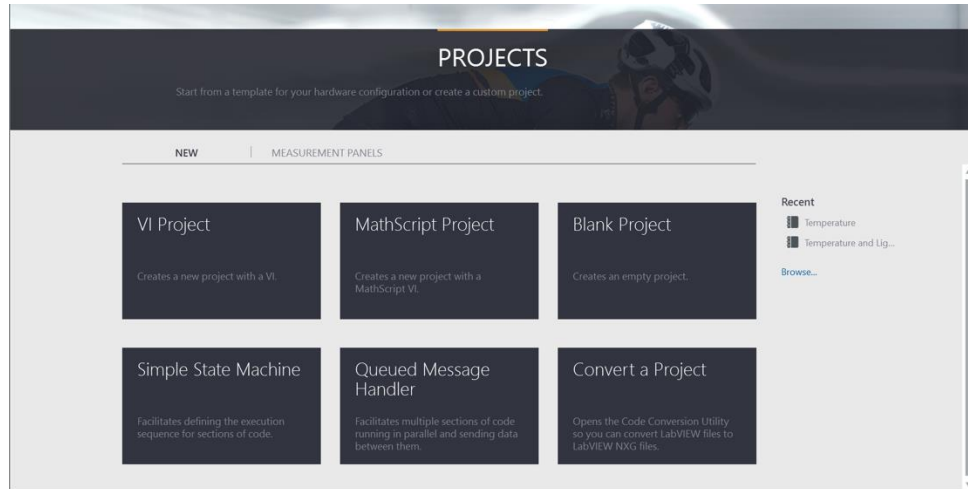 PROJECTS
Start from a template for your hardware configuration or create a custom project.
NEW
MEASUREMENT PANELS
VI Project
Creates a new project with a VI.
MathScript Project
Creates a new project with a
MathScript VI.
Blank Project
Creates an empty project.
Simple State Machine
Facilitates defining the execution
sequence for sections of code.
Queued Message
Handler
Facilitates multiple sections of code
running in parallel and sending data
between them.
Convert a Project
Opens the Code Conversion Utility
so you can convert LabVIEW files to
LabVIEW NXG files.
Recent
Temperature
Temperature and Lig...
Browse...